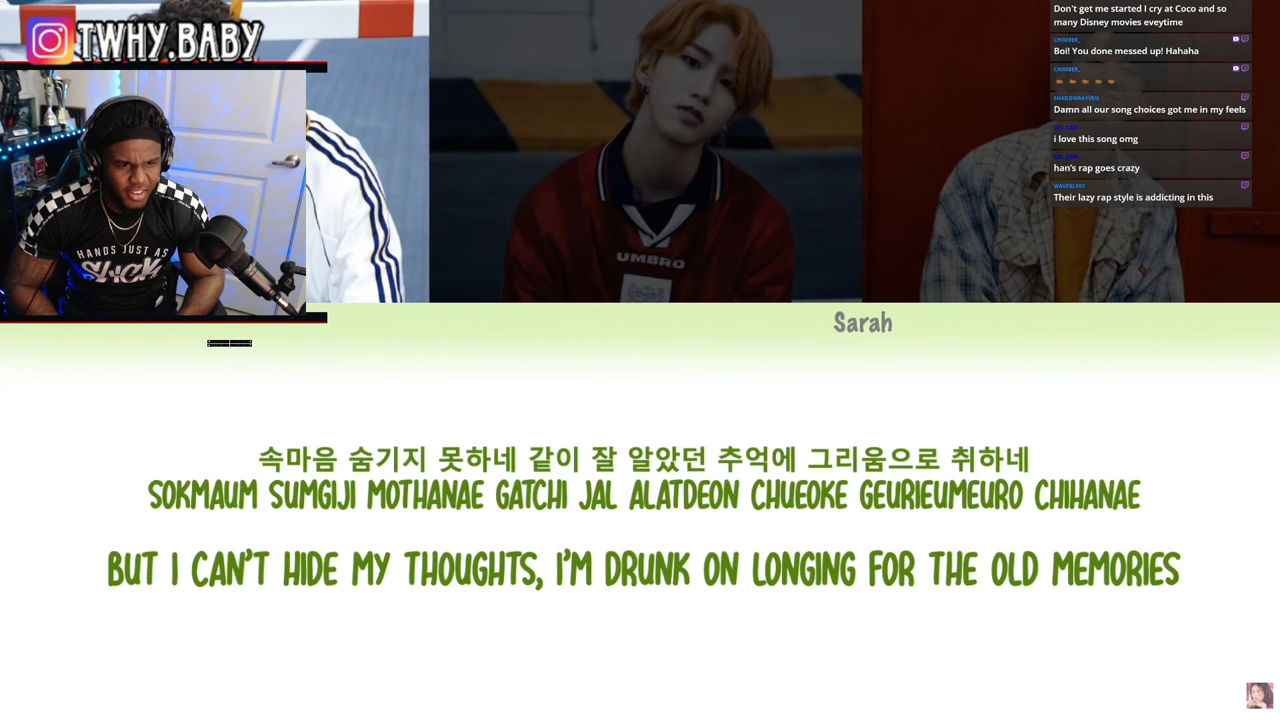 TWHY.BABY
HANDS JUST AS
SLICK
UMBRO
Don't get me started I cry at Coco and so
many Disney movies eveytime
CHIMBER_
Boi! You done messed up! Hahaha
CHIMBER_
SHADOWRAYVEN
Damn all our song choices got me in my feels
i love this song omg
han's rap goes crazy
WAVERLY01
Their lazy rap style is addicting in this
Sarah
속마음 숨기지 못하네 같이 잘 알았던 추억에 그리움으로 취하네
SOKMAUM SUMGIJI MOTHANAE GATCHI JAL ALATDEON CHUEOKE GEURIEUMEURO CHIHANAE
BUT I CAN'T HIDE MY THOUGHTS, I'M DRUNK ON LONGING FOR THE OLD MEMORIES